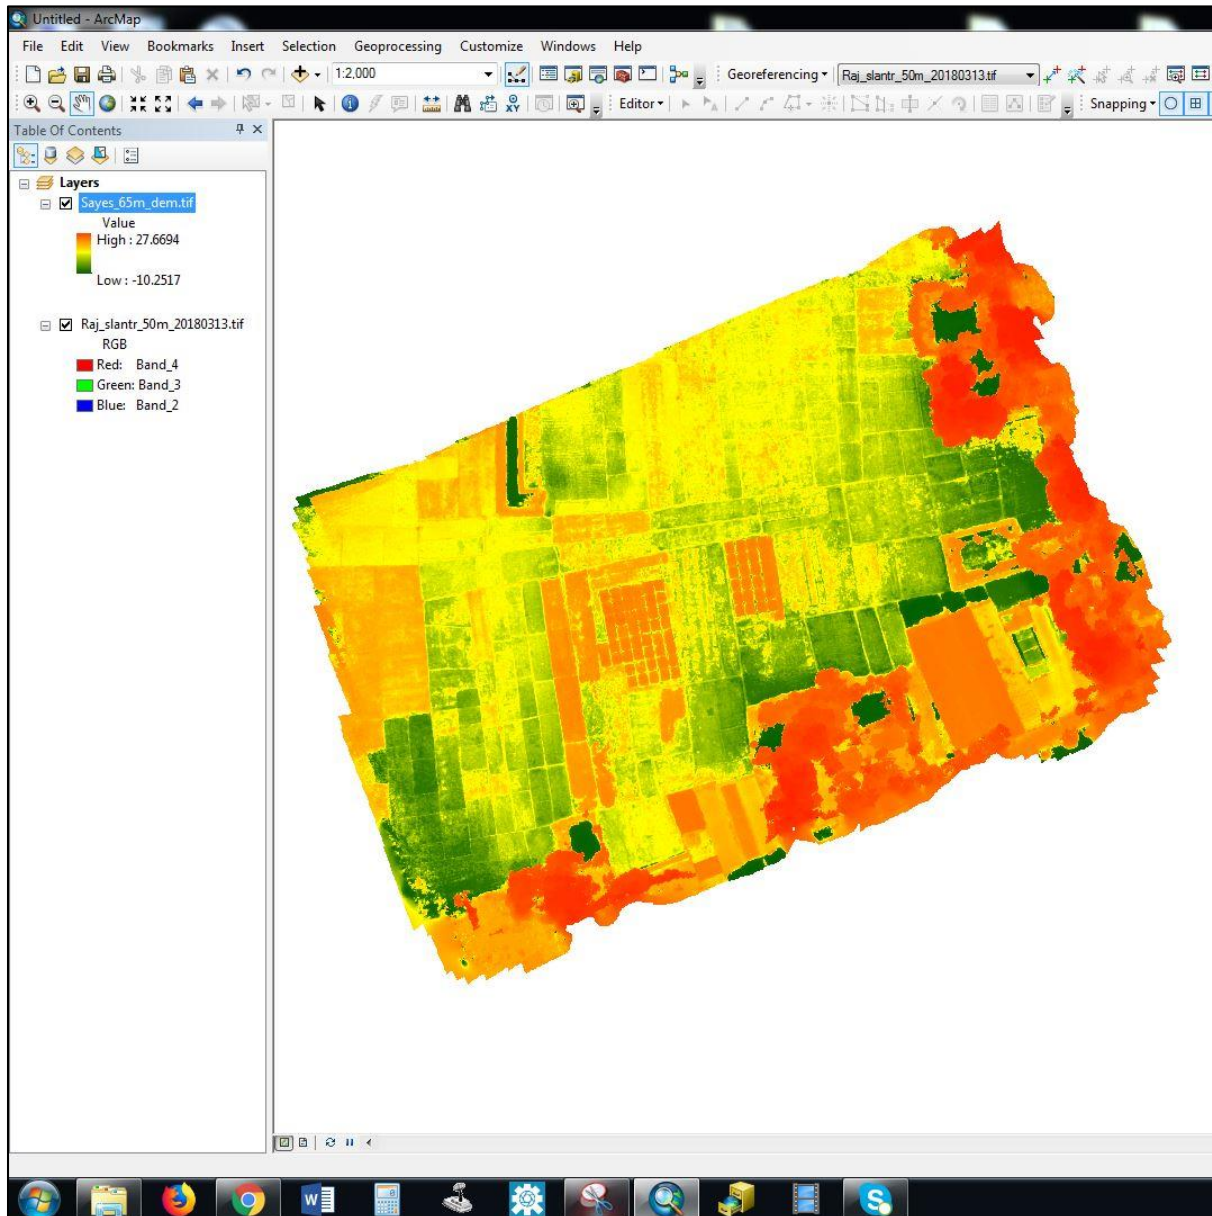 Untitled - ArcMap
File Edit View Bookmarks Insert Selection Geoprocessing Customize Windows Help
1:2,000 Georeferencing Raj_slantr_50m_20180313.tif
Editor Snapping
Table Of Contents
Layers
Sayes_65m_dem.tif
Value
High : 27.6694
Low : -10.2517
Raj_slantr_50m_20180313.tif
RGB
Red: Band_4
Green: Band_3
Blue: Band_2